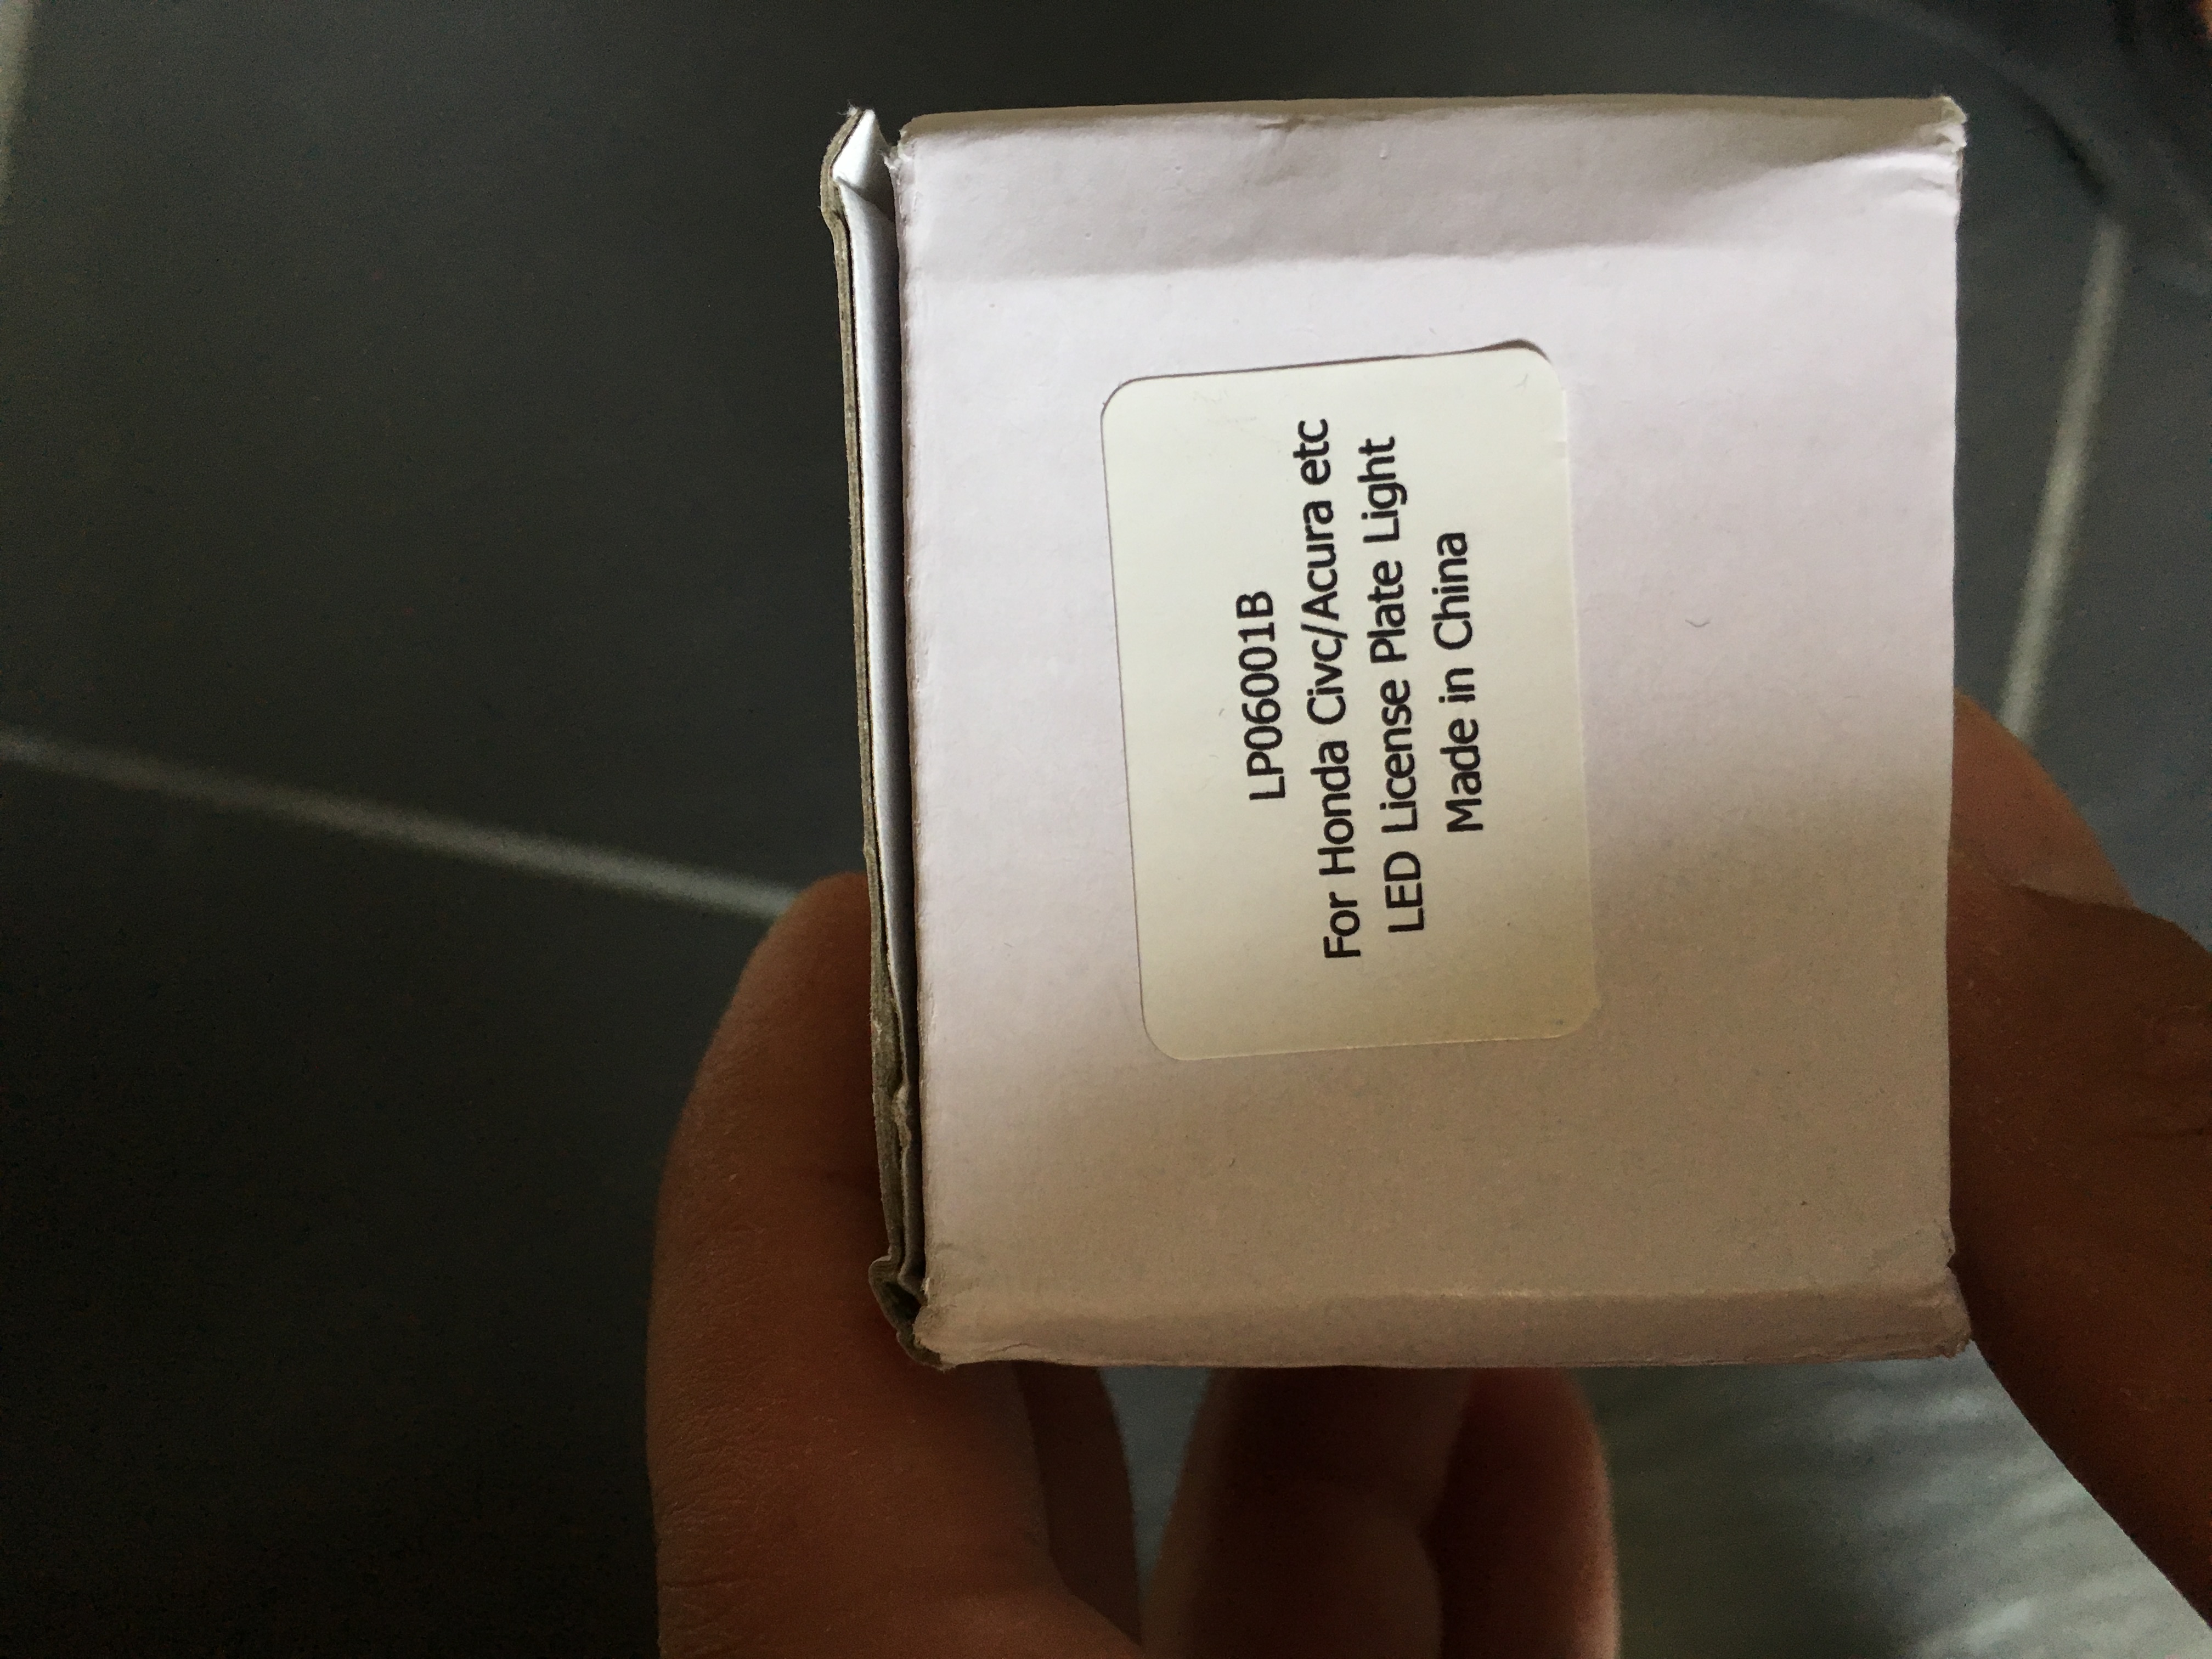 LP06001B
For Honda Civc/Acura etc
LED License Plate Light
Made in China